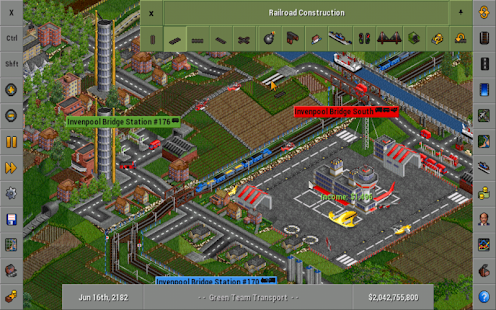 X
x
Railroad Construction
Ctrl
Shft
X
Invenpool Bridge South
Invenpool Bridge Station #176
Invenpool Bridge Station #170
Jun 16th, 2182
-- Green Team Transport --
$2,042,755,800